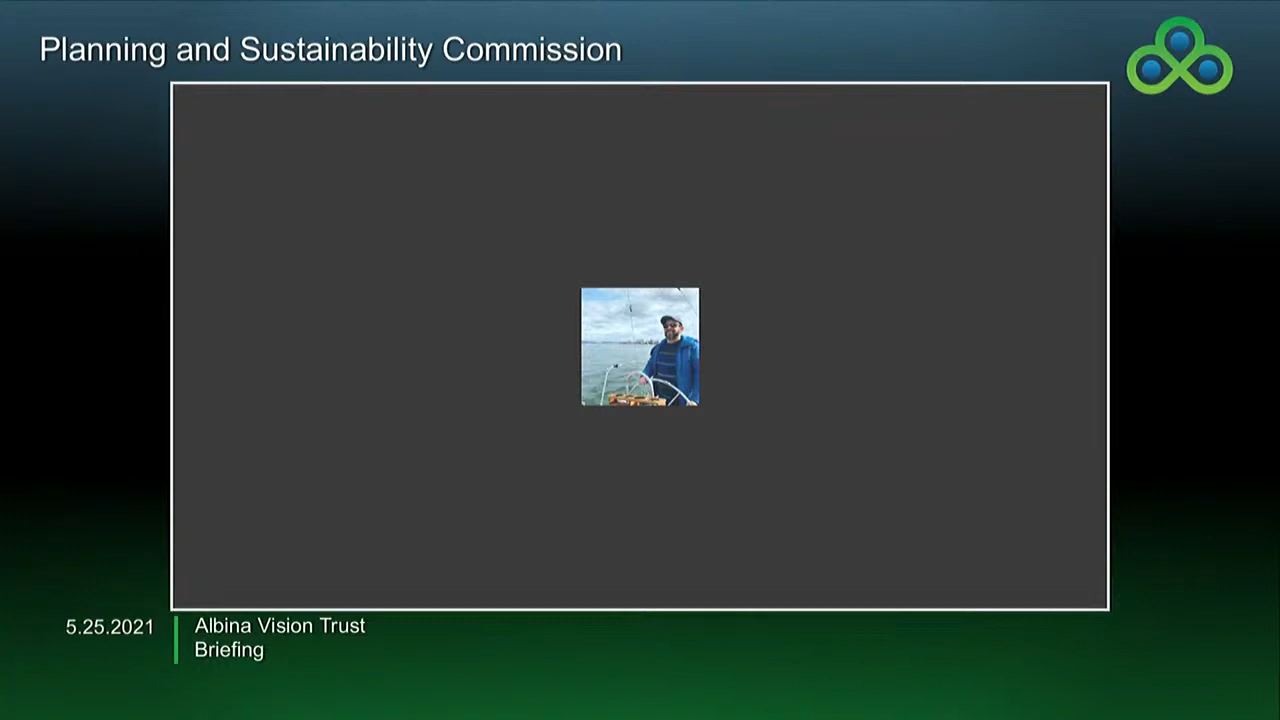 Planning and Sustainability Commission
5.25.2021
Albina Vision Trust
Briefing